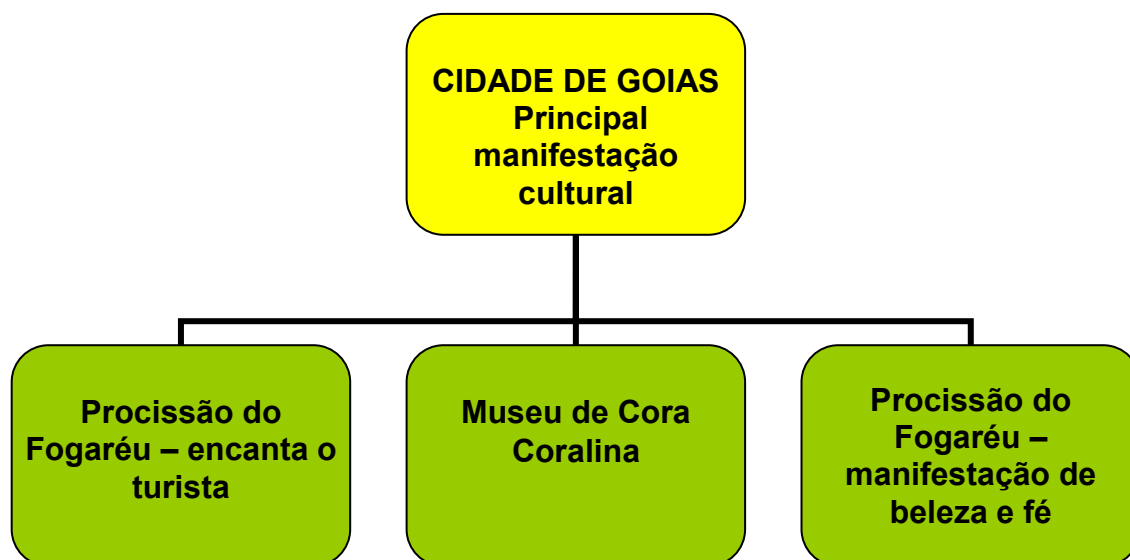 CIDADE DE GOIAS
Principal
manifestação
cultural
Procissão do
Fogaréu – encanta o
turista
Museu de Cora
Coralina
Procissão do
Fogaréu –
manifestação de
beleza e fé